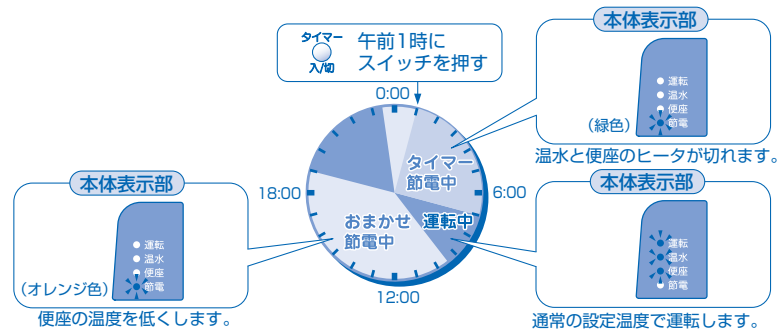 タイマー
入/切
午前1時に
スイッチを押す
0:00
6:00
12:00
18:00
タイマー
節電中
運転中
おまかせ
節電中
本体表示部
運転
温水
便座
節電
(緑色)
温水と便座のヒータが切れます。
本体表示部
運転
温水
便座
節電
(オレンジ色)
便座の温度を低くします。
本体表示部
運転
温水
便座
節電
通常の設定温度で運転します。